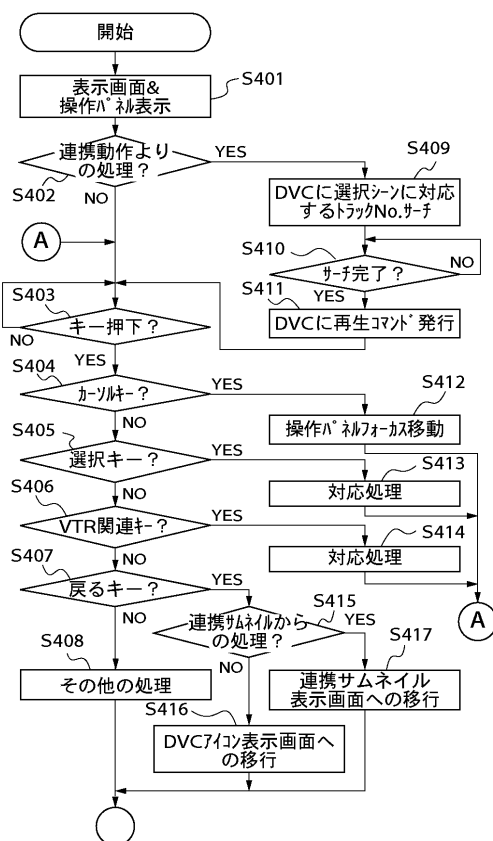 開始
S401
表示画面&
操作ﾊﾟﾈﾙ表示
連携動作より
の処理？
YES
S402
NO
S409
DVCに選択ｼｰﾝに対応
するﾄﾗｯｸNo.ｻｰﾁ
A
S410
ｻｰﾁ完了？
NO
YES
S411
DVCに再生ｺﾏﾝﾄﾞ発行
S403
キー押下？
NO
YES
S404
ｶｰｿﾙｷｰ？
YES
NO
S412
操作ﾊﾟﾈﾙﾌｫｰｶｽ移動
S405
選択キー？
YES
NO
S413
対応処理
S406
VTR関連ｷｰ？
YES
NO
S414
対応処理
S407
戻るキー？
YES
NO
A
S415
連携ｻﾑﾈｲﾙから
の処理？
YES
NO
S408
その他の処理
S417
連携サムネイル
表示画面への移行
S416
DVCｱｲｺﾝ表示画面へ
の移行